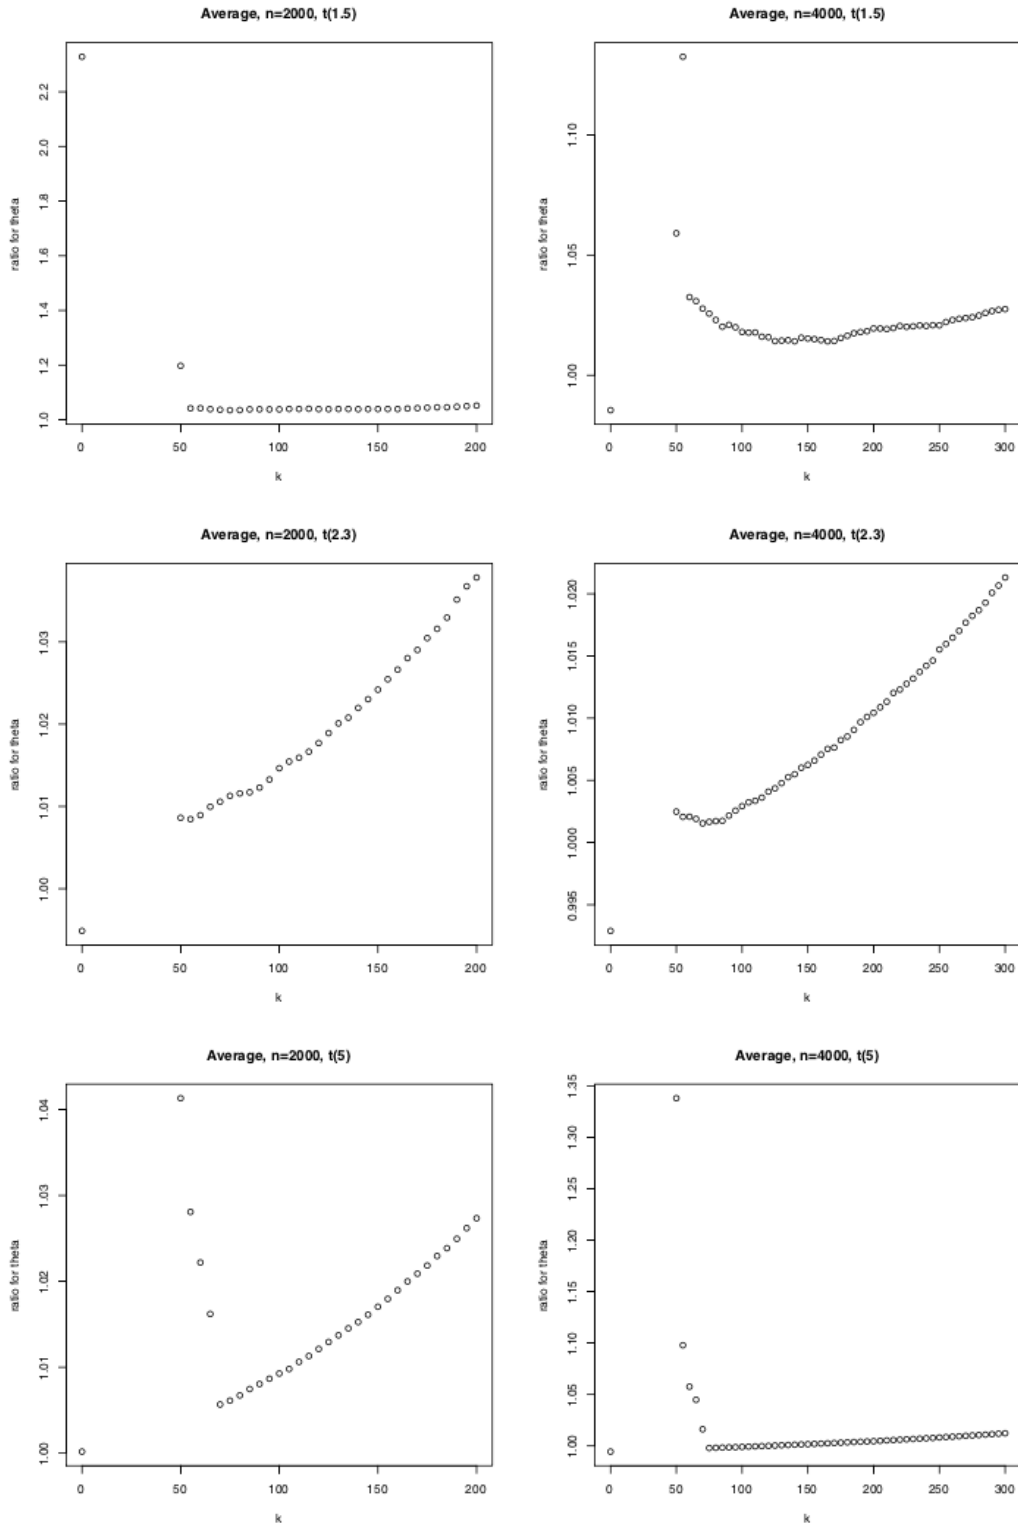 Average, n=2000, t(1.5)
ratio for theta
2.2
2.0
1.8
1.6
1.4
1.2
1.0
0 50 100 150 200
k
Average, n=4000, t(1.5)
ratio for theta
1.10
1.05
1.00
0 50 100 150 200 250 300
k
Average, n=2000, t(2.3)
ratio for theta
1.03
1.02
1.01
1.00
0 50 100 150 200
k
Average, n=4000, t(2.3)
ratio for theta
1.020
1.015
1.010
1.005
1.000
0.995
0 50 100 150 200 250 300
k
Average, n=2000, t(5)
ratio for theta
1.04
1.03
1.02
1.01
1.00
0 50 100 150 200
k
Average, n=4000, t(5)
ratio for theta
1.35
1.30
1.25
1.20
1.15
1.10
1.05
1.00
0 50 100 150 200 250 300
k